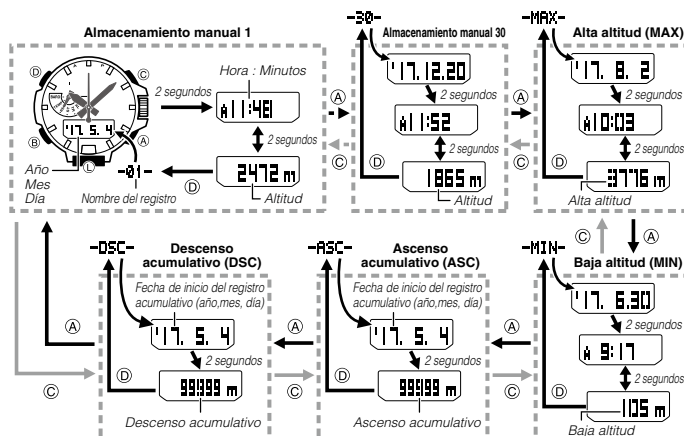 Almacenamiento manual 1
Hora : Minutos
2 segundos
A 11:48
2 segundos
D
C
B
A
L
'17. 5. 4
Año
Mes
Día
-01-
Nombre del registro
D
2472 m
Altitud
A
C
-30-
Almacenamiento manual 30
'17.12.20
2 segundos
A 11:52
2 segundos
D
1865 m
Altitud
A
C
-MAX-
Alta altitud (MAX)
'17. 8. 2
2 segundos
A10:03
2 segundos
D
3776 m
Alta altitud
C
A
-DSC-
Descenso
acumulativo (DSC)
Fecha de inicio del registro
acumulativo (año,mes, día)
'17. 5. 4
2 segundos
D
99999 m
Descenso acumulativo
A
C
A
C
-ASC-
Ascenso
acumulativo (ASC)
Fecha de inicio del registro
acumulativo (año,mes, día)
'17. 5. 4
2 segundos
D
99999 m
Ascenso acumulativo
A
C
-MIN-
Baja altitud (MIN)
'17. 6.30
2 segundos
A 9:17
2 segundos
D
105 m
Baja altitud